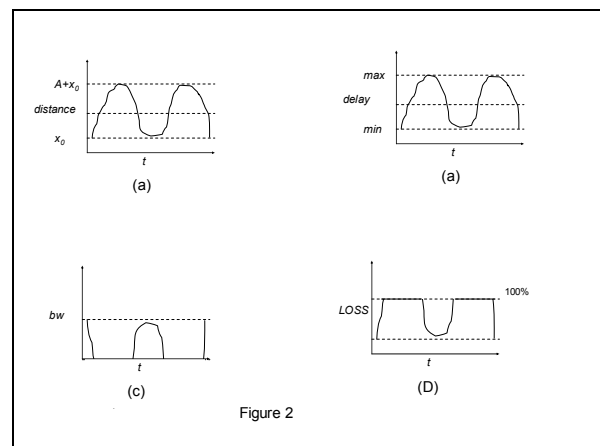 A+x₀
distance
x₀
t
(a)
max
delay
min
t
(a)
bw
t
(c)
100%
LOSS
t
(D)
Figure 2